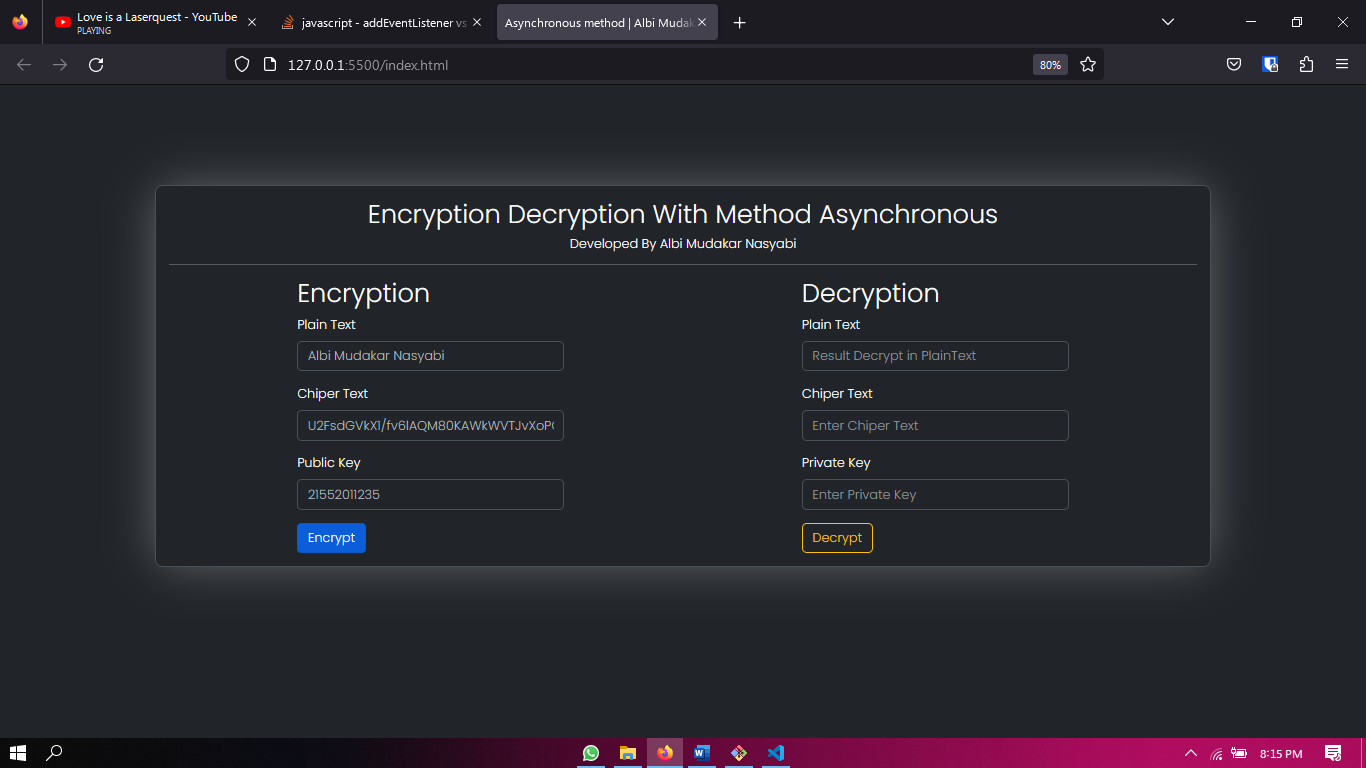 Love is a Laserquest - YouTube
PLAYING
javascript - addEventListener vs
Asynchronous method | Albi Mudak
127.0.0.1:5500/index.html
80%
Encryption Decryption With Method Asynchronous
Developed By Albi Mudakar Nasyabi
Encryption
Plain Text
Albi Mudakar Nasyabi
Chiper Text
U2FsdGVkX1/fv6lAQM80KAWkWVTJvXoP
Public Key
21552011235
Encrypt
Decryption
Plain Text
Result Decrypt in PlainText
Chiper Text
Enter Chiper Text
Private Key
Enter Private Key
Decrypt
8:15 PM